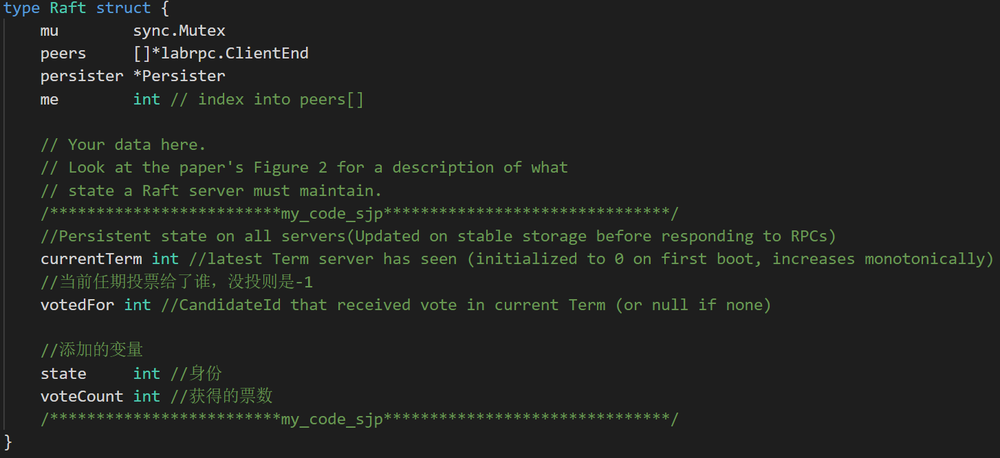 type Raft struct {
mu sync.Mutex
peers []*labrpc.ClientEnd
persister *Persister
me int // index into peers[]
// Your data here.
// Look at the paper's Figure 2 for a description of what
// state a Raft server must maintain.
/*************************my_code_sjp*******************************/
//Persistent state on all servers(Updated on stable storage before responding to RPCs)
currentTerm int //latest Term server has seen (initialized to 0 on first boot, increases monotonically)
//当前任期投票给了谁，没投则是-1
votedFor int //CandidateId that received vote in current Term (or null if none)
//添加的变量
state int //身份
voteCount int //获得的票数
/*************************my_code_sjp*******************************/
}